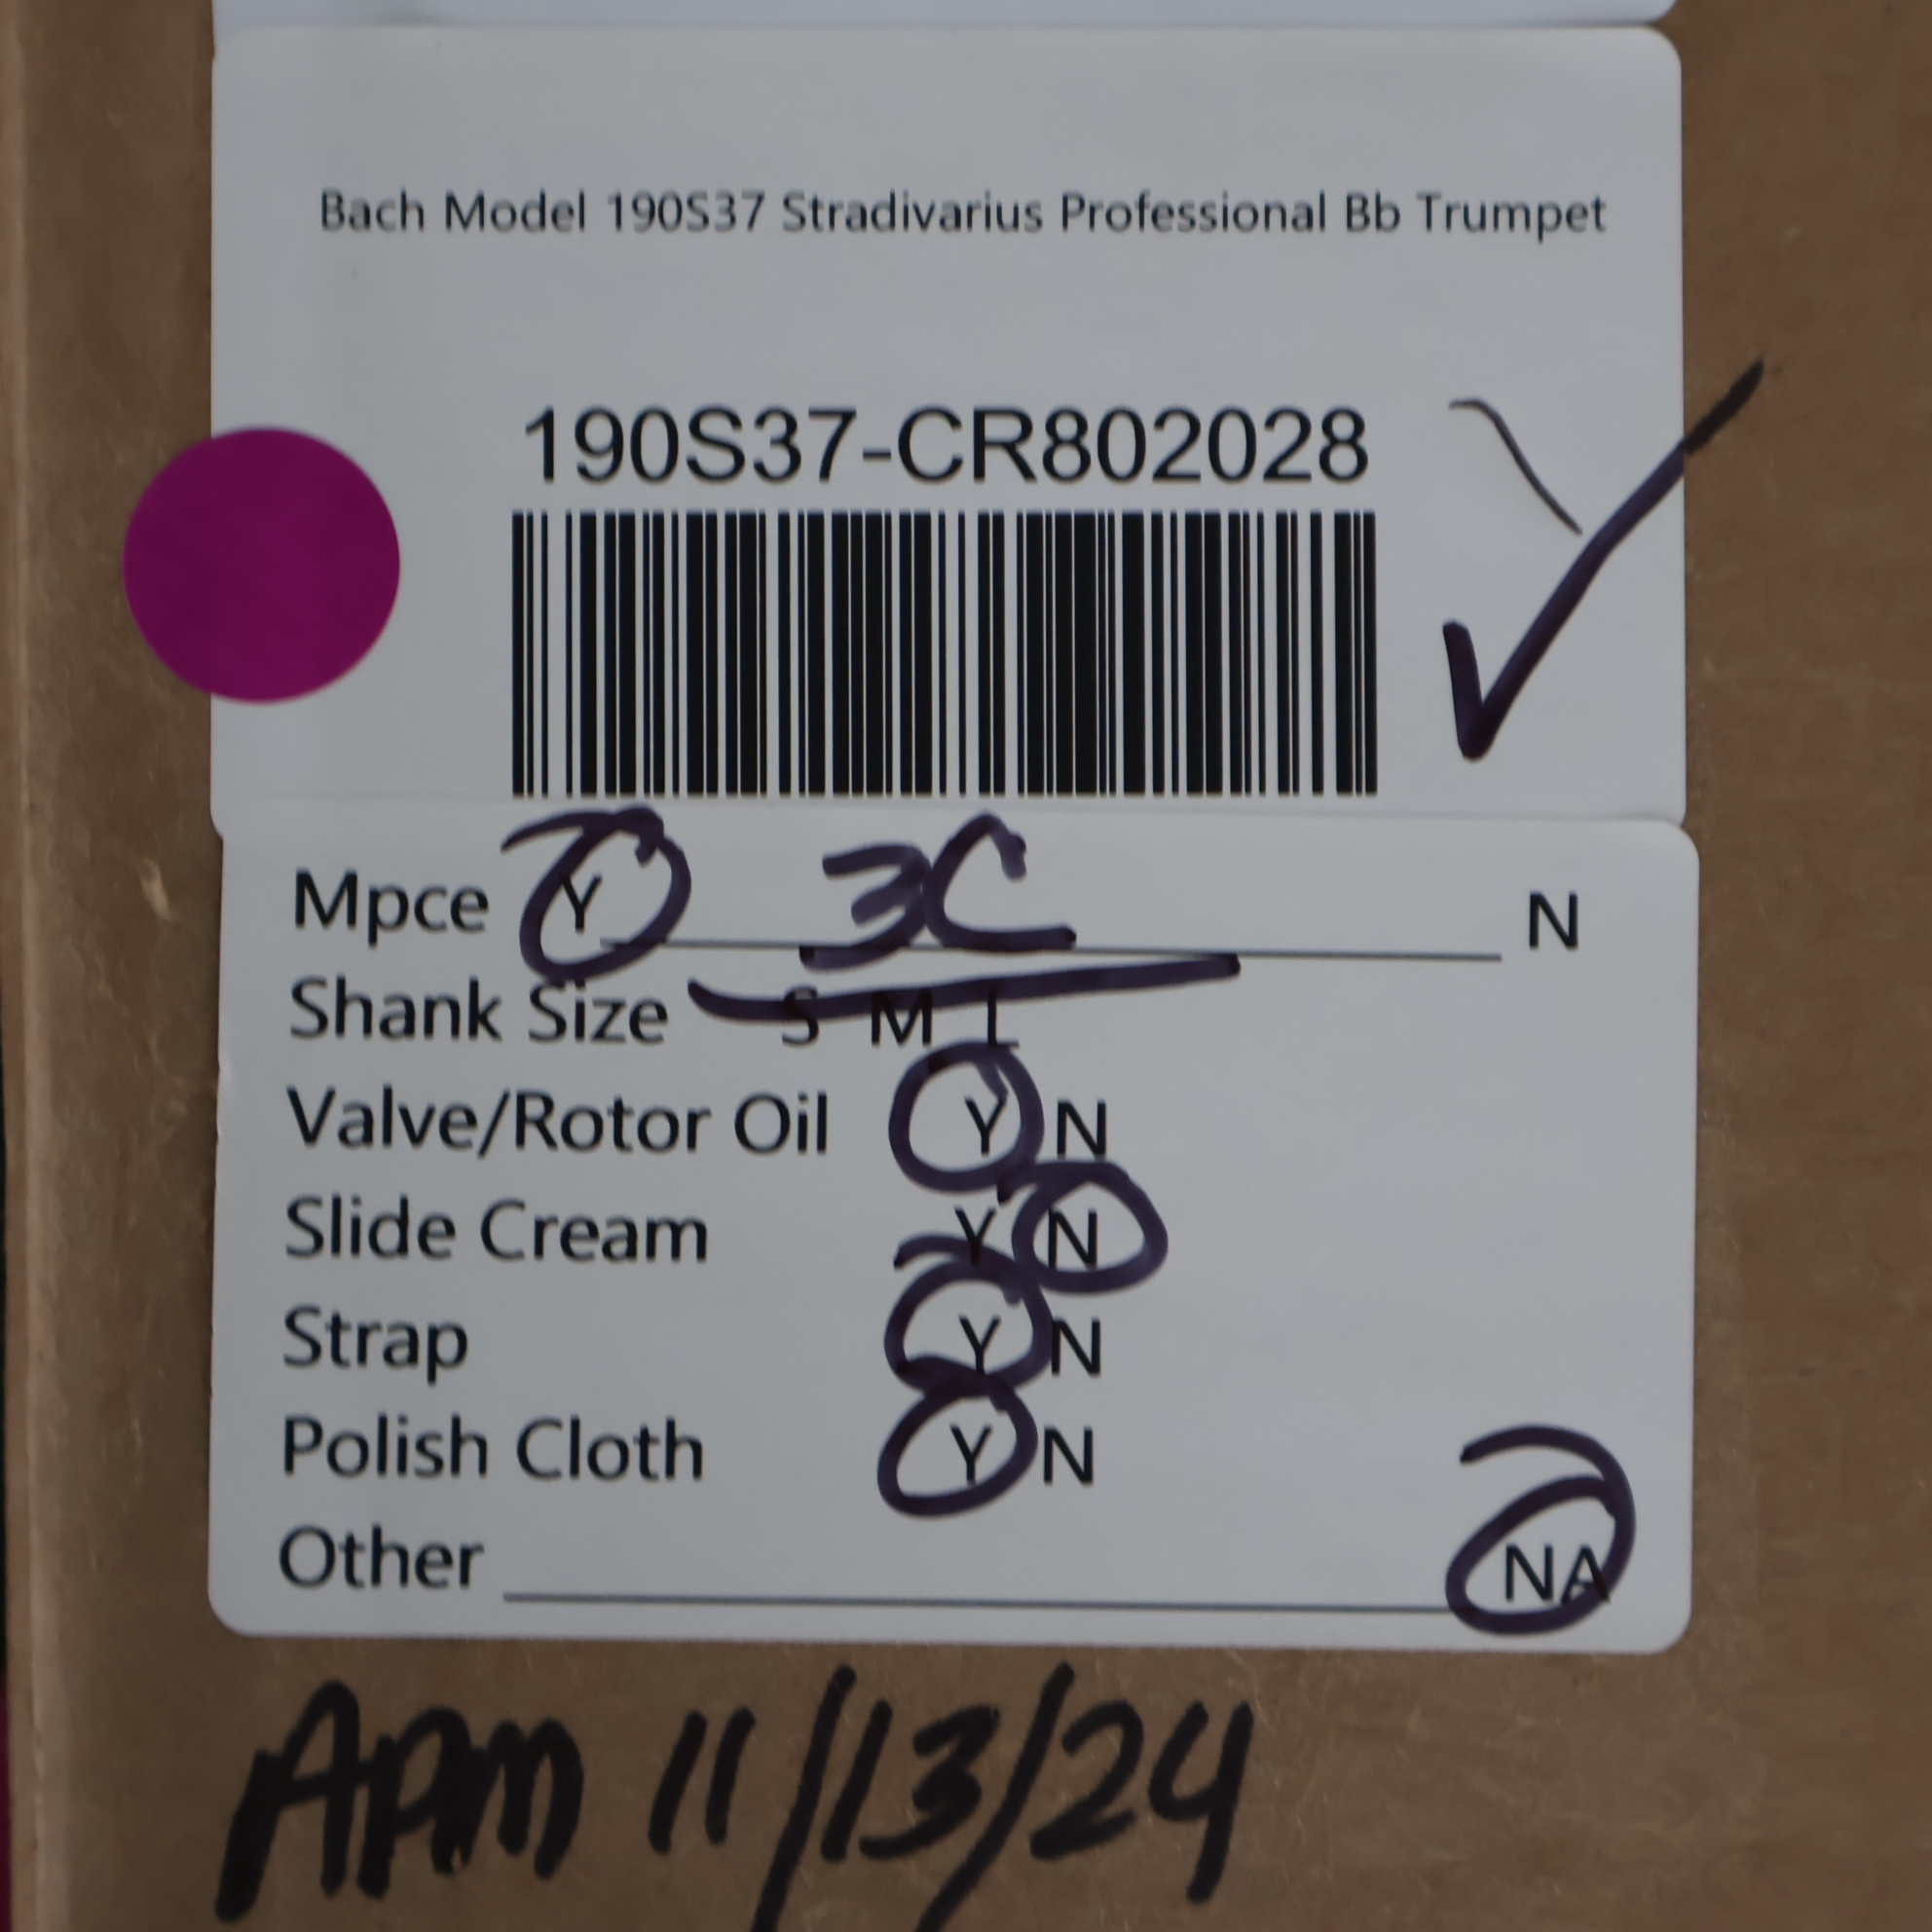 Bach Model 190S37 Stradivarius Professional Bb Trumpet
190S37-CR802028
Mpce Y 3C N
Shank Size S M L
Valve/Rotor Oil Y N
Slide Cream Y N
Strap Y N
Polish Cloth Y N
Other NA
APM 11/13/24